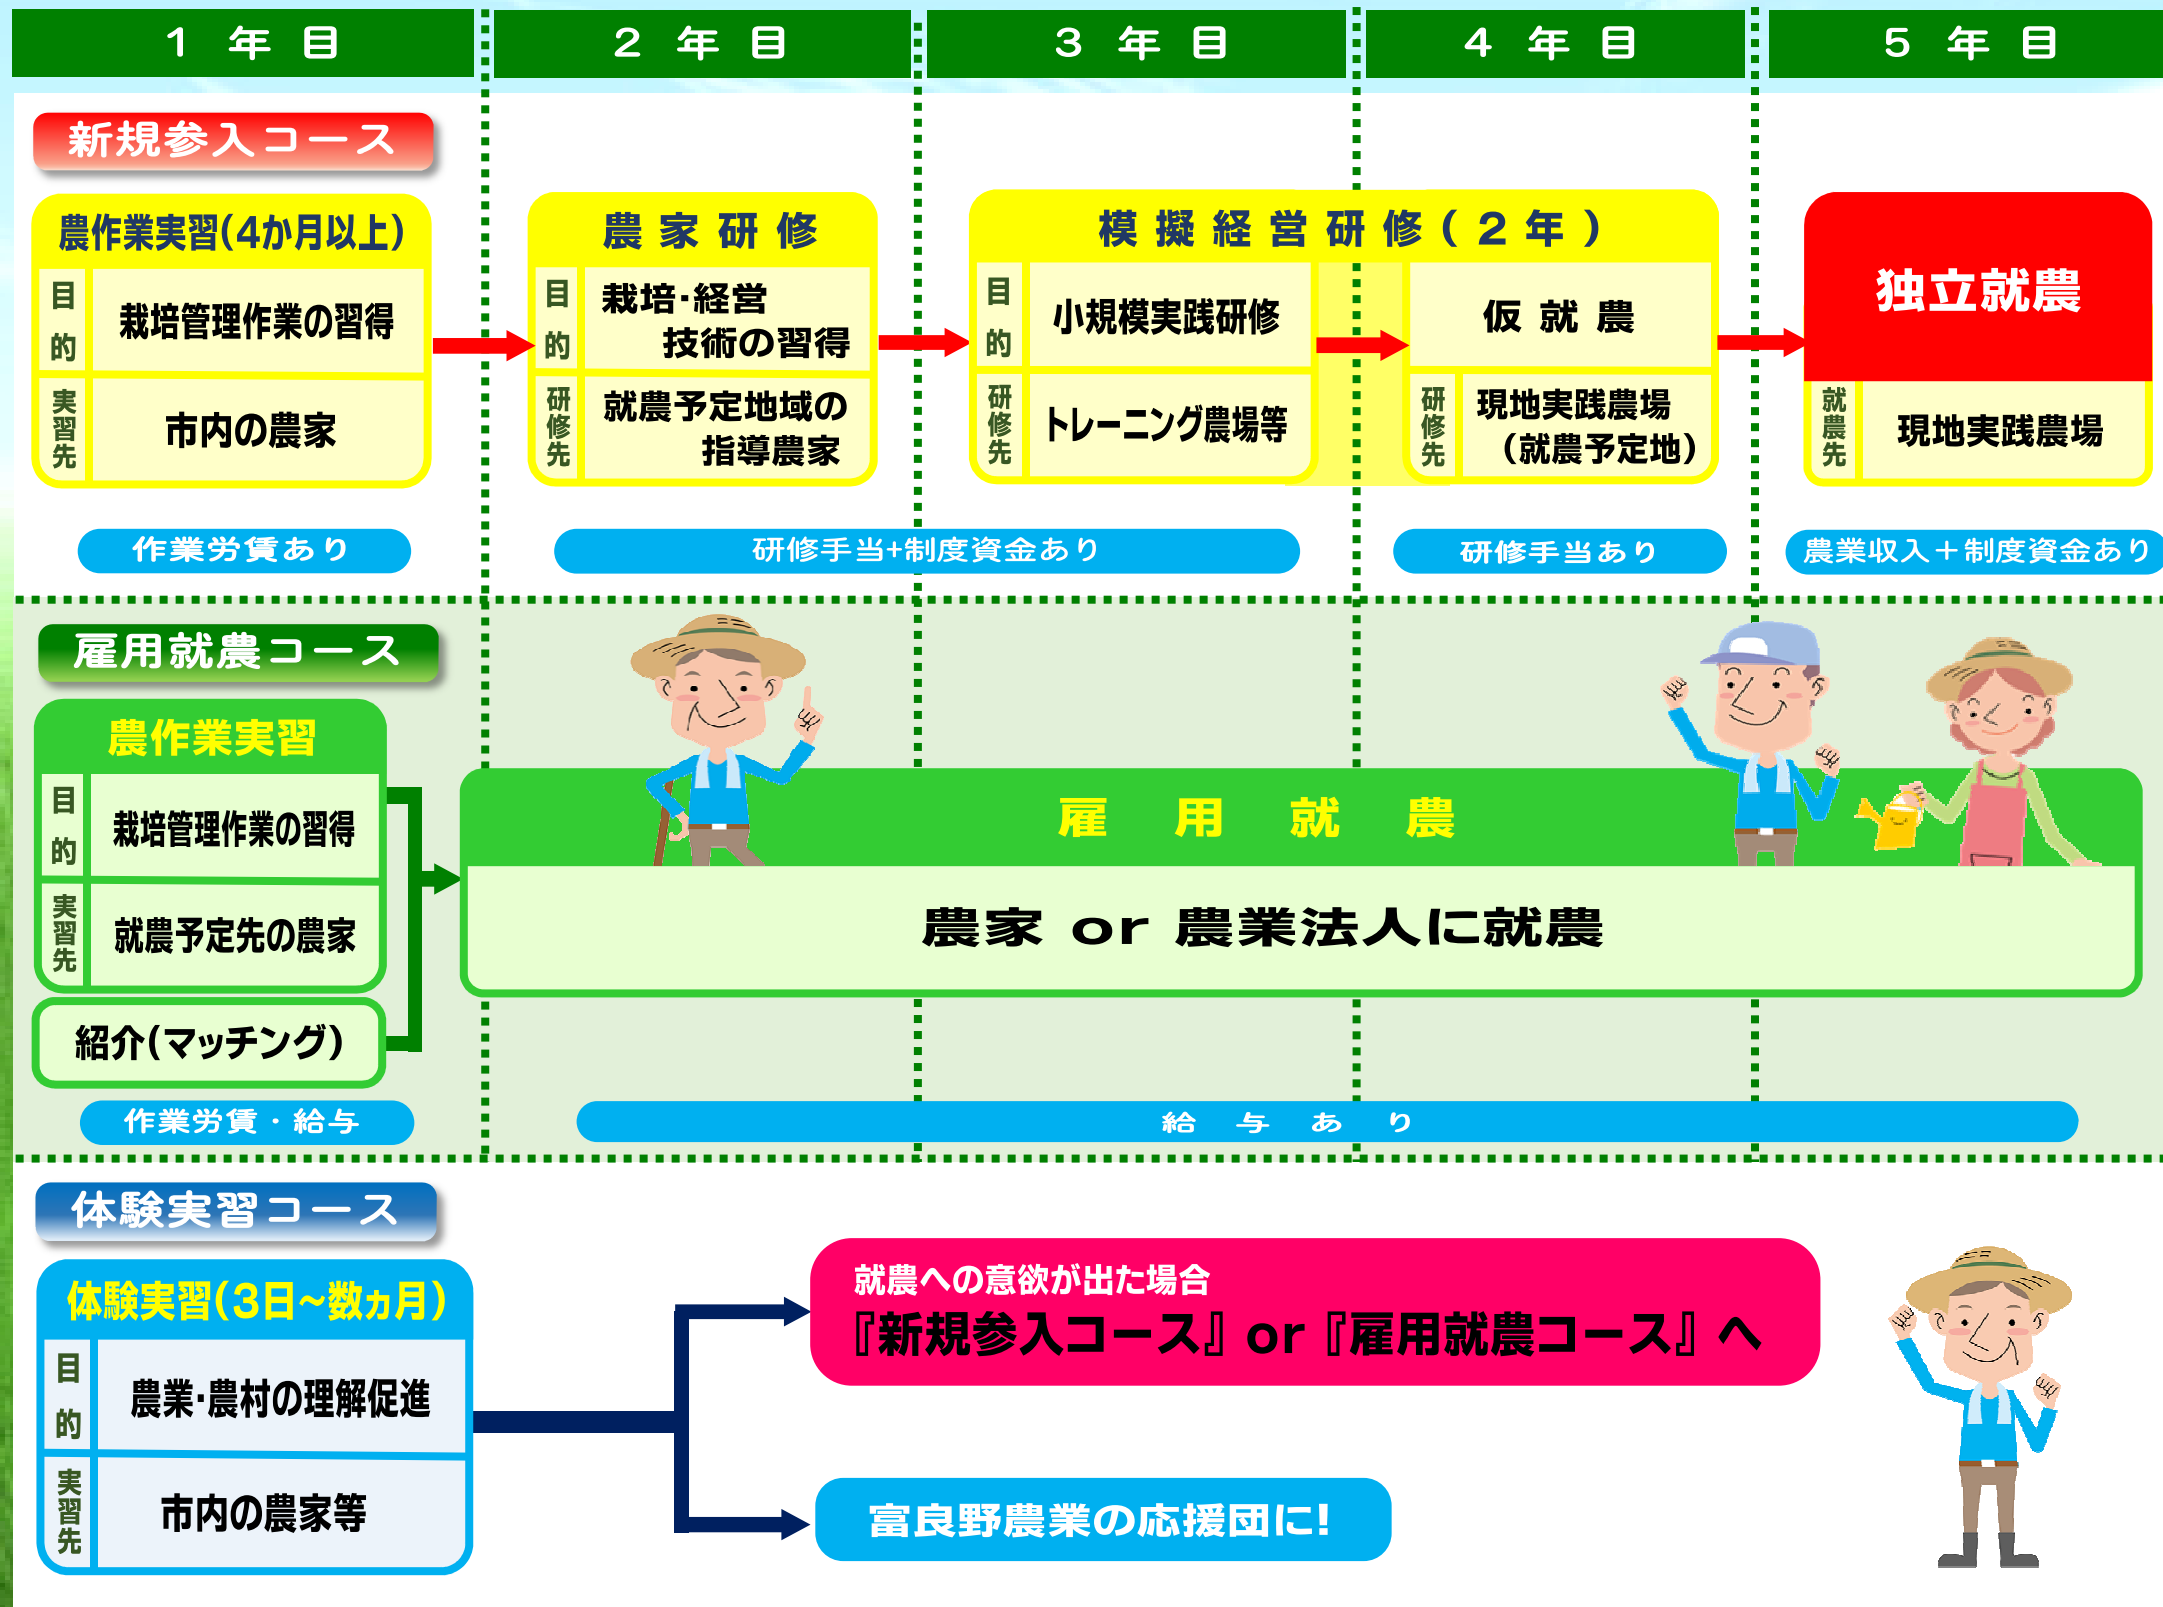 1年目
2年目
3年目
4年目
5年目
新規参入コース
農作業実習(4か月以上)
目的
栽培管理作業の習得
実習先
市内の農家
農家研修
目的
栽培・経営
技術の習得
研修先
就農予定地域の
指導農家
模擬経営研修(2年)
目的
小規模実践研修
研修先
トレーニング農場等
仮就農
研修先
現地実践農場
(就農予定地)
独立就農
就農先
現地実践農場
作業労賃あり
研修手当+制度資金あり
研修手当あり
農業収入＋制度資金あり
雇用就農コース
農作業実習
目的
栽培管理作業の習得
実習先
就農予定先の農家
紹介(マッチング)
雇用就農
農家 or 農業法人に就農
作業労賃・給与
給与あり
体験実習コース
体験実習(3日~数ヵ月)
目的
農業・農村の理解促進
実習先
市内の農家等
就農への意欲が出た場合
『新規参入コース』or『雇用就農コース』へ
富良野農業の応援団に!